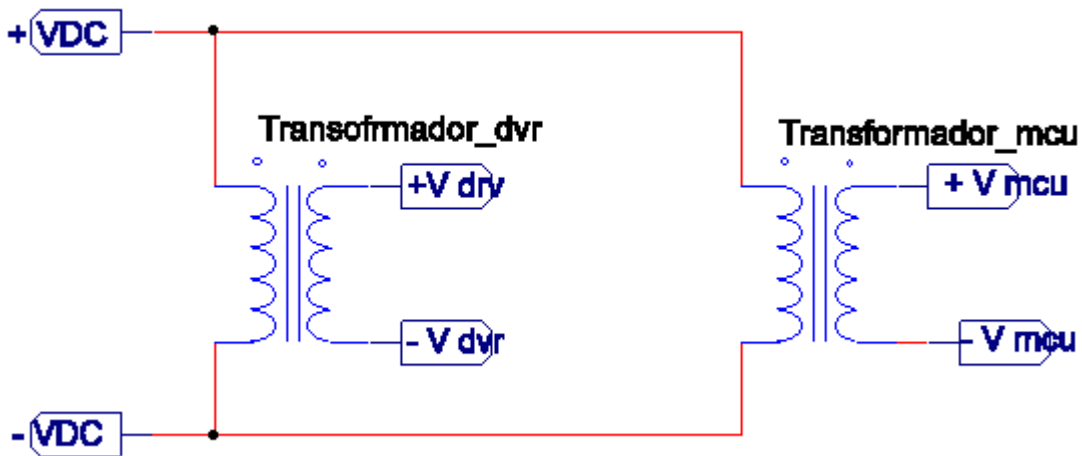 + VDC
Transofrmador_dvr
Transformador_mcu
+V drv
+ V mcu
- V dvr
- V mcu
- VDC